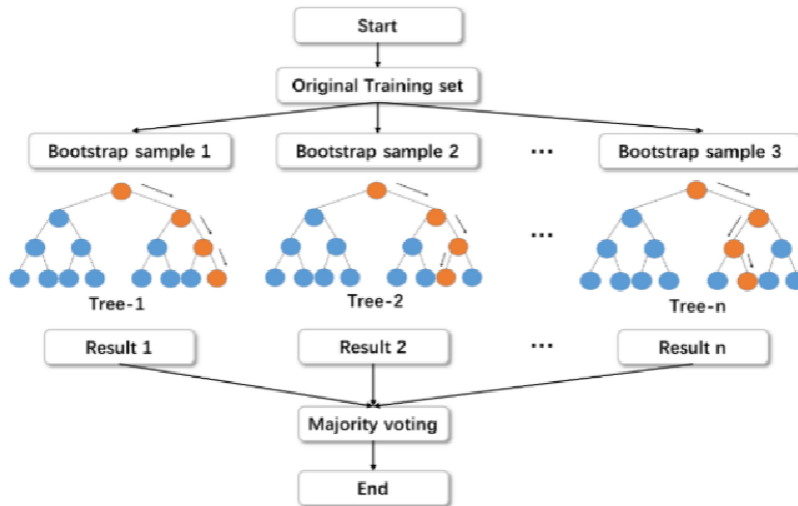 Start
Original Training set
Bootstrap sample 1
Bootstrap sample 2
...
Bootstrap sample 3
...
Tree-1
Tree-2
Tree-n
Result 1
Result 2
...
Result n
Majority voting
End